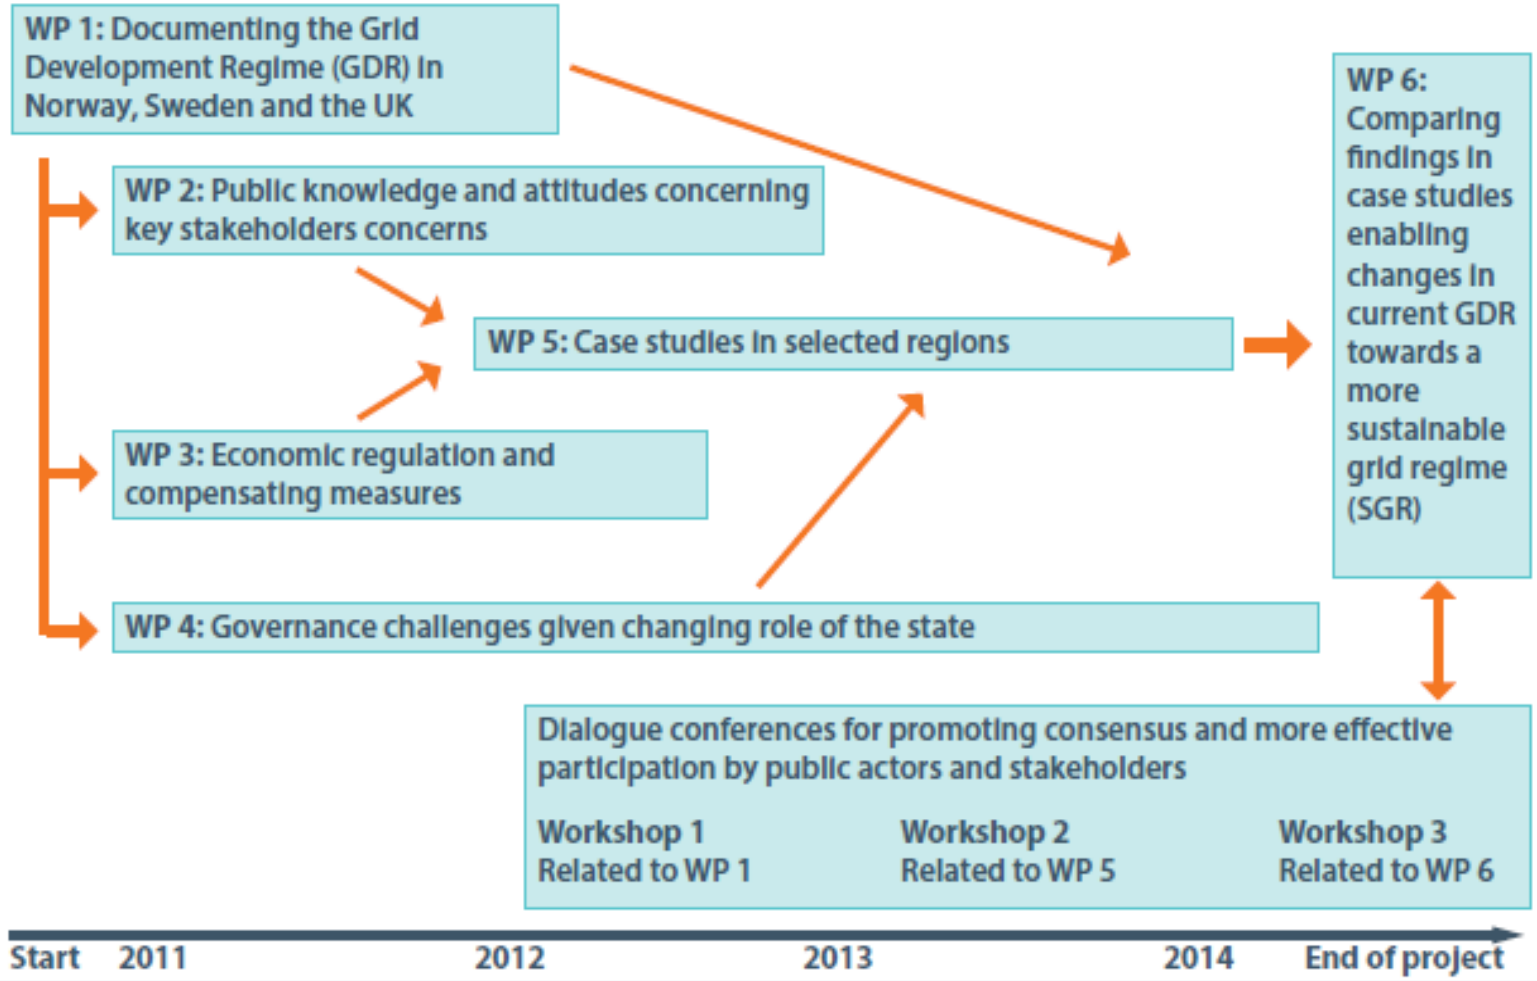 WP 1: Documenting the Grid
Development Regime (GDR) in
Norway, Sweden and the UK
WP 2: Public knowledge and attitudes concerning
key stakeholders concerns
WP 5: Case studies in selected regions
WP 3: Economic regulation and
compensating measures
WP 4: Governance challenges given changing role of the state
WP 6:
Comparing
findings in
case studies
enabling
changes in
current GDR
towards a
more
sustainable
grid regime
(SGR)
Dialogue conferences for promoting consensus and more effective
participation by public actors and stakeholders
Workshop 1
Related to WP 1
Workshop 2
Related to WP 5
Workshop 3
Related to WP 6
Start 2011 2012 2013 2014 End of project